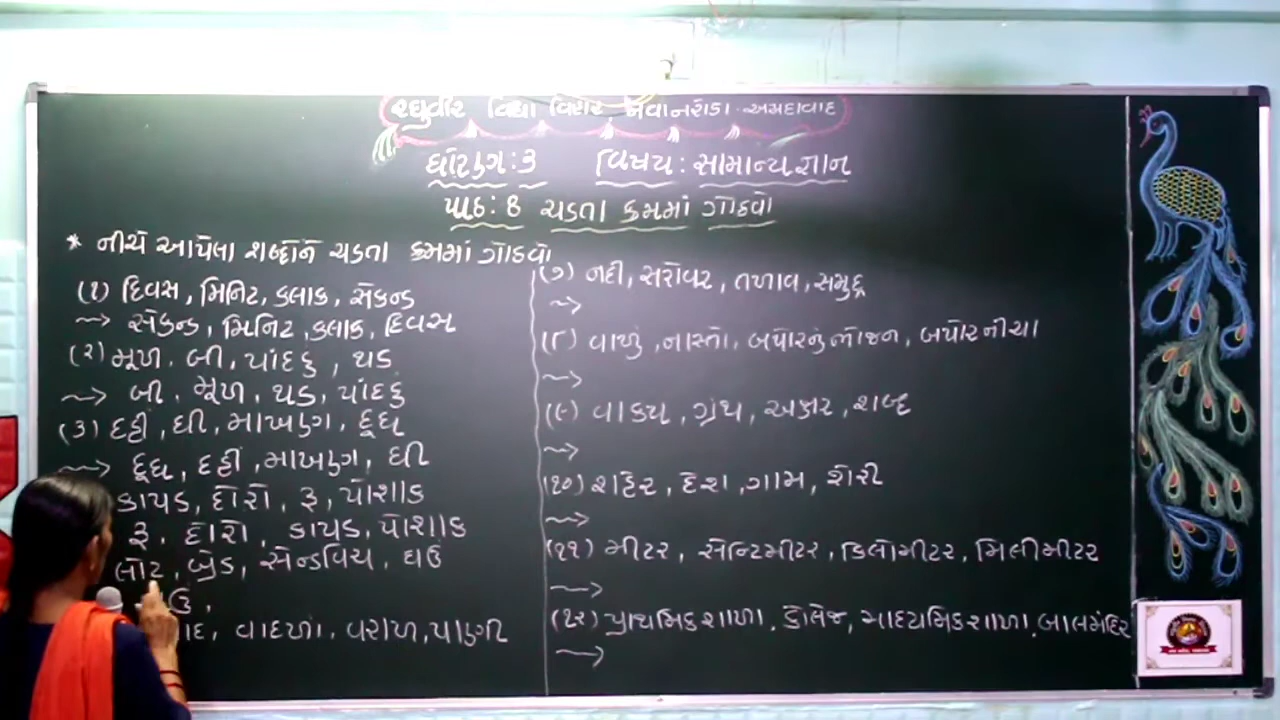 રઘુવીર વિદ્યા વિહાર નવાનરોડા - અમદાવાદ
ધોરણ : ૩ વિષય : સામાન્ય જ્ઞાન
પાઠ : 8 ચડતા ક્રમમાં ગોઠવો
* નીચે આપેલા શબ્દોને ચડતા ક્રમમાં ગોઠવો
(૧) દિવસ, મિનિટ, કલાક, સેકન્ડ
→ સેકન્ડ, મિનિટ, કલાક, દિવસ
(૨) મૂળ, બી, પાંદડુ, થડ
→ બી, મૂળ, થડ, પાંદડુ
(૩) દહીં, ઘી, માખણ, દૂધ
→ દૂધ, દહીં, માખણ, ઘી
કાપડ, દોરો, રૂ, પોશાક
રૂ, દોરો, કાપડ, પોશાક
લોટ, બ્રેડ, સેન્ડવિચ, ઘઉં
વાદળા, વરાળ, પાણી
(૭) નદી, સરોવર, તળાવ, સમુદ્ર
→
(૮) વાળું, નાસ્તો, બપોરનું ભોજન, બપોરની ચા
→
(૯) વાક્ય, ગ્રંથ, અક્ષર, શબ્દ
→
(૧૦) શહેર, દેશ, ગામ, શેરી
→
(૧૧) મીટર, સેન્ટિમીટર, કિલોમીટર, મિલીમીટર
→
(૧૨) પ્રાથમિક શાળા, કોલેજ, માધ્યમિક શાળા, બાલમંદિર
→